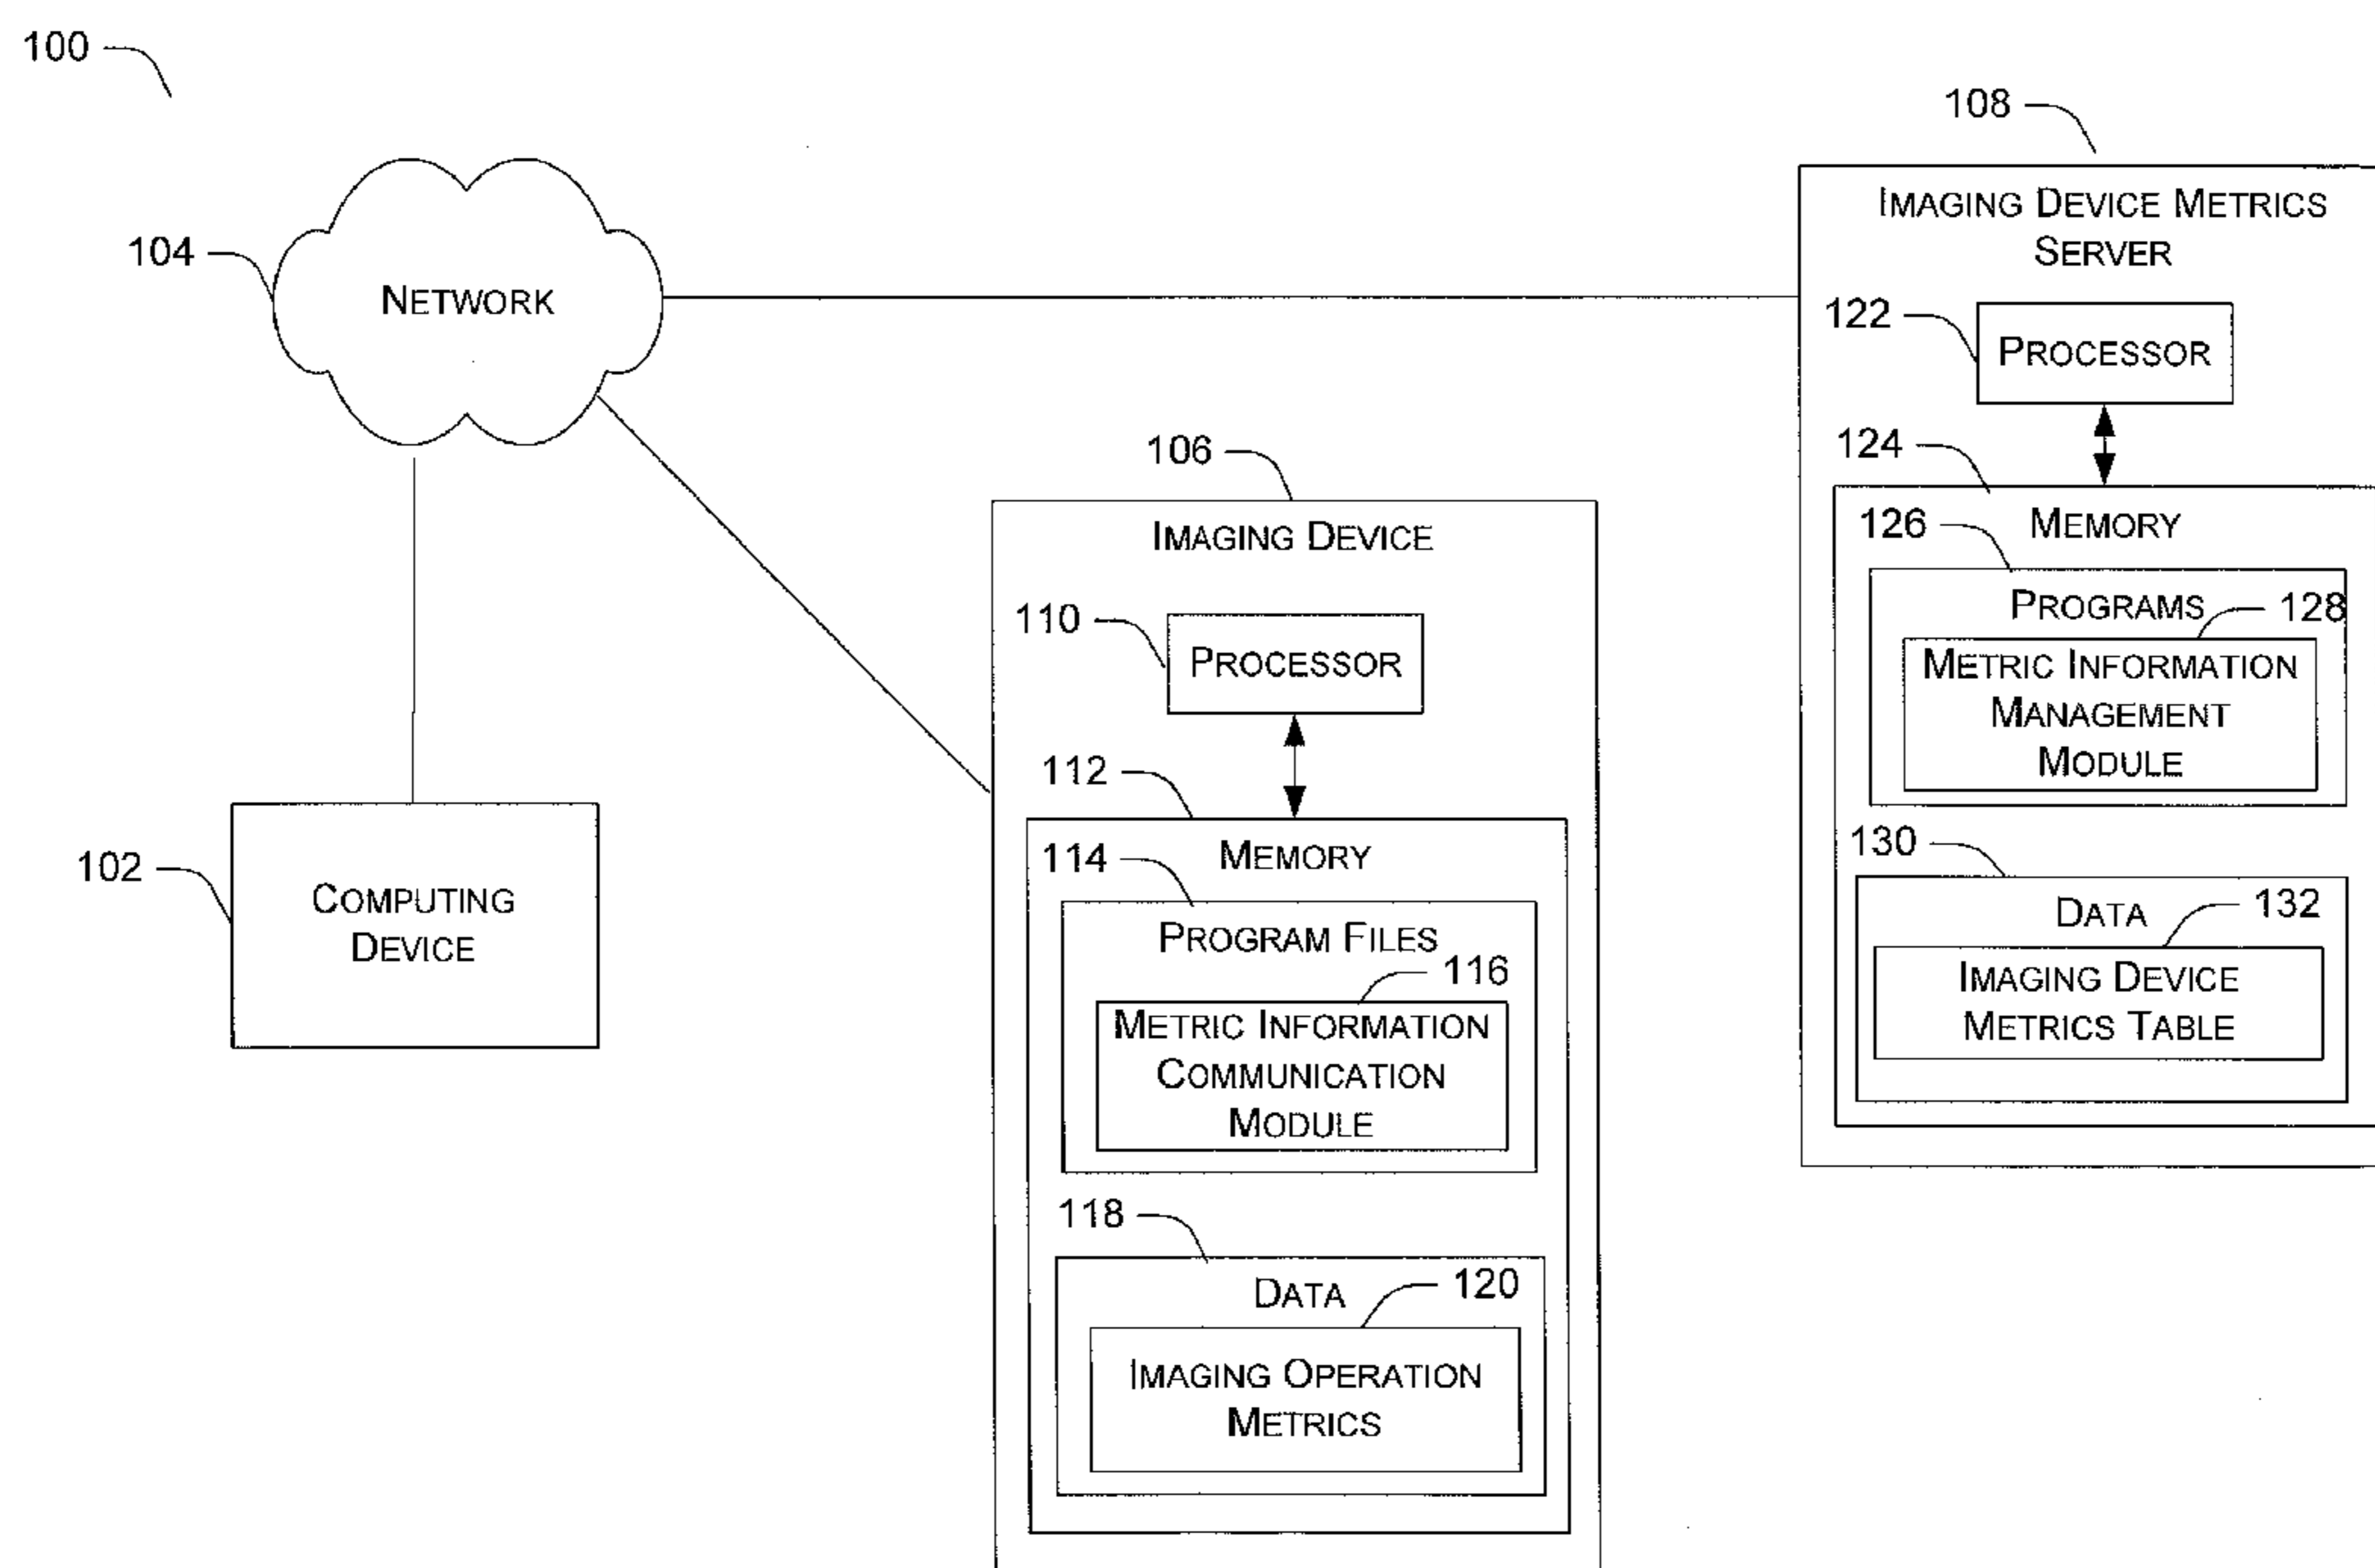 100
108
IMAGING DEVICE METRICS
SERVER
104
NETWORK
122
PROCESSOR
124
MEMORY
126
PROGRAMS
128
METRIC INFORMATION
MANAGEMENT
MODULE
130
DATA
132
IMAGING DEVICE
METRICS TABLE
106
IMAGING DEVICE
110
PROCESSOR
112
MEMORY
114
PROGRAM FILES
116
METRIC INFORMATION
COMMUNICATION
MODULE
118
DATA
120
IMAGING OPERATION
METRICS
102
COMPUTING
DEVICE